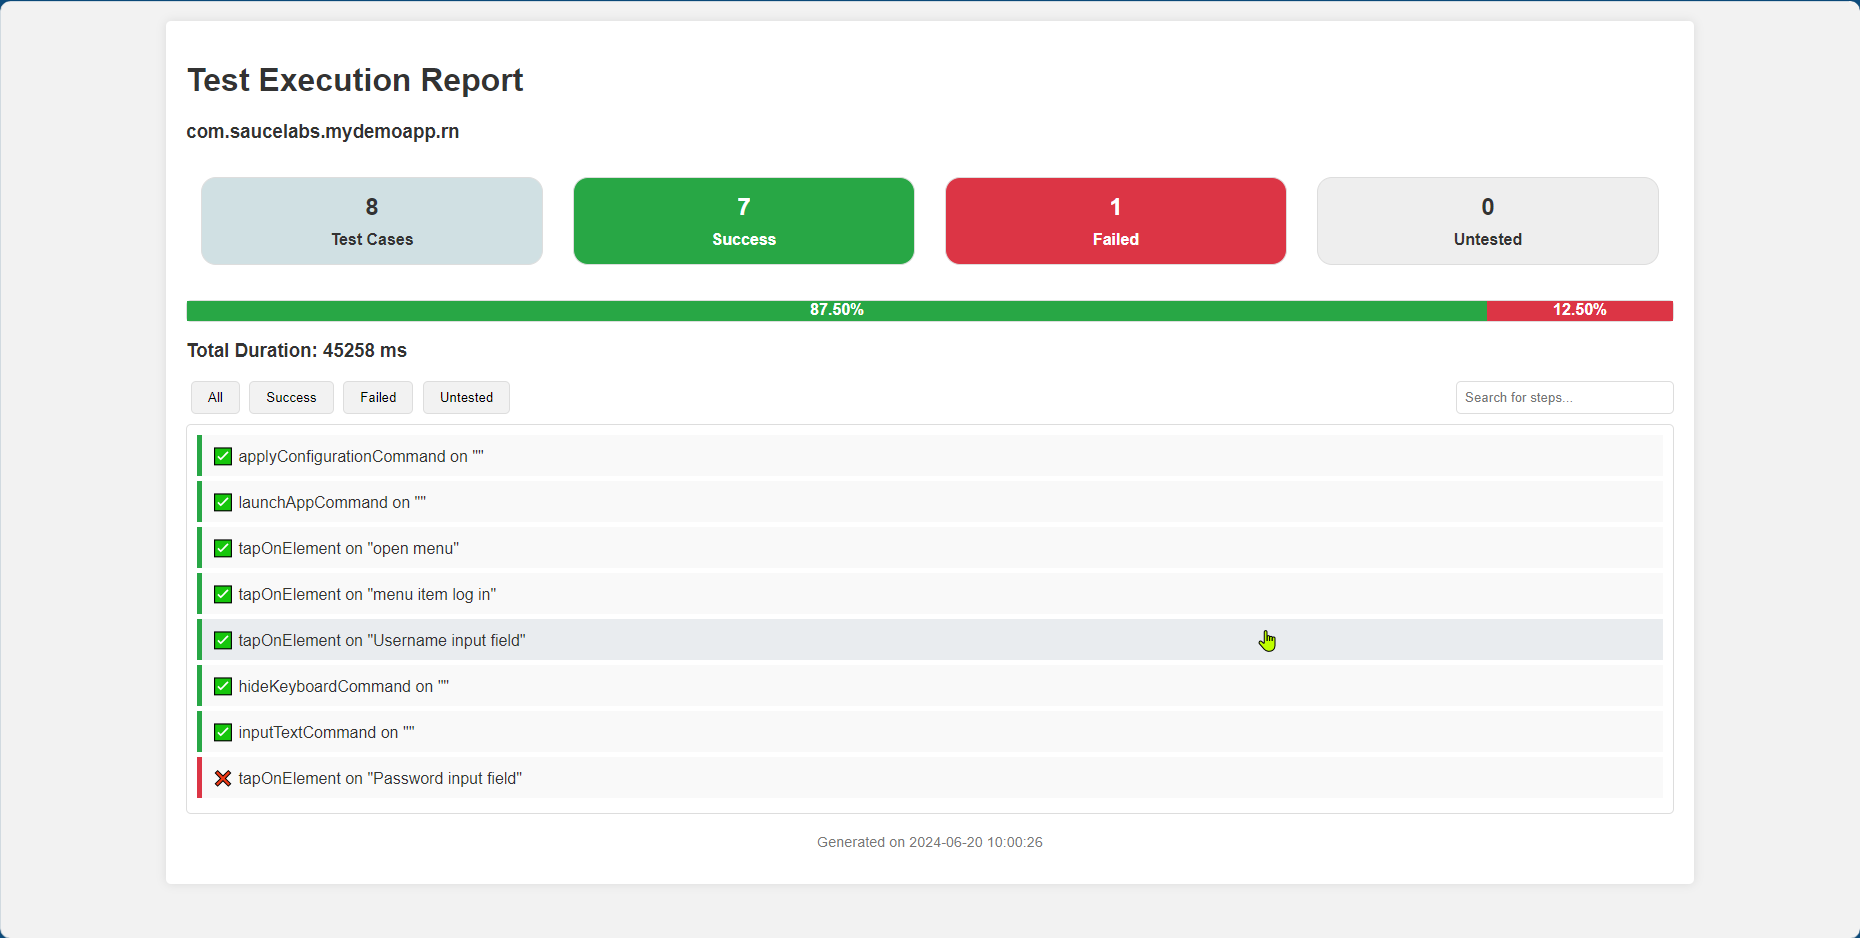 Test Execution Report
com.saucelabs.mydemoapp.rn
8
Test Cases
7
Success
1
Failed
0
Untested
87.50%
12.50%
Total Duration: 45258 ms
All
Success
Failed
Untested
Search for steps...
applyConfigurationCommand on ""
launchAppCommand on ""
tapOnElement on "open menu"
tapOnElement on "menu item log in"
tapOnElement on "Username input field"
hideKeyboardCommand on ""
inputTextCommand on ""
tapOnElement on "Password input field"
Generated on 2024-06-20 10:00:26